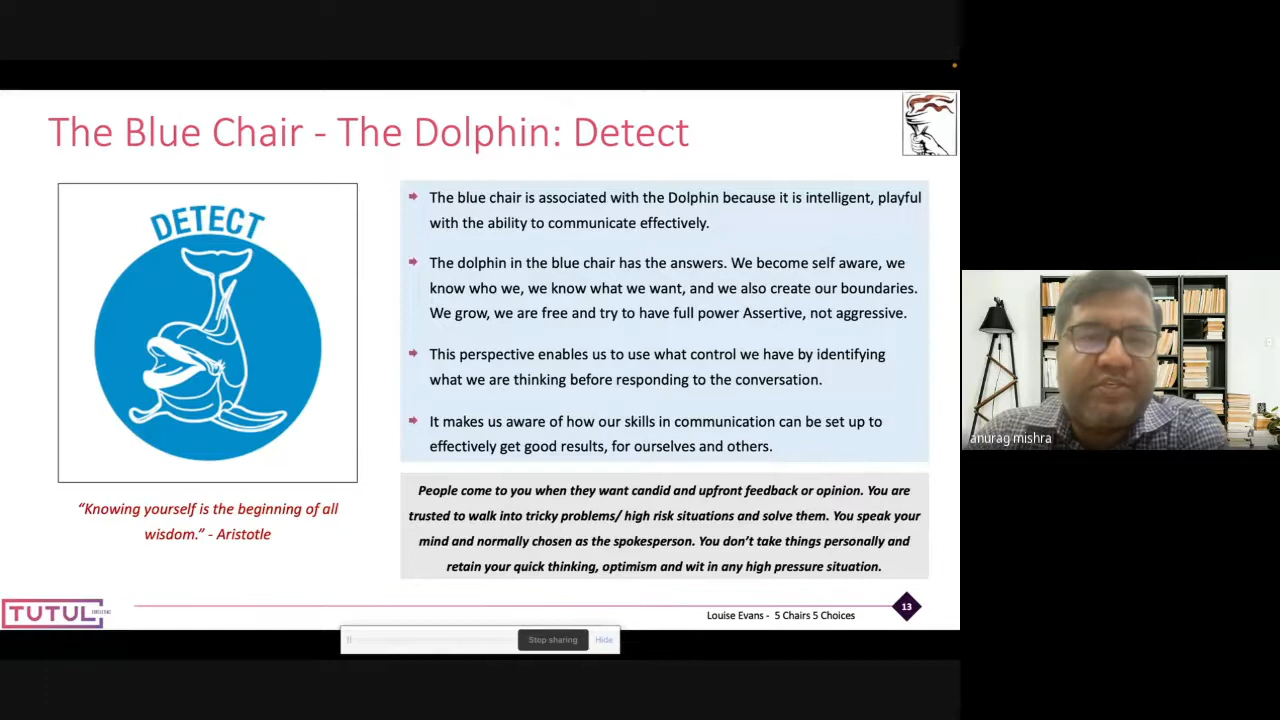 The Blue Chair - The Dolphin: Detect
DETECT
“Knowing yourself is the beginning of all
wisdom.” - Aristotle
The blue chair is associated with the Dolphin because it is intelligent, playful
with the ability to communicate effectively.
The dolphin in the blue chair has the answers. We become self aware, we
know who we, we know what we want, and we also create our boundaries.
We grow, we are free and try to have full power Assertive, not aggressive.
This perspective enables us to use what control we have by identifying
what we are thinking before responding to the conversation.
It makes us aware of how our skills in communication can be set up to
effectively get good results, for ourselves and others.
People come to you when they want candid and upfront feedback or opinion. You are
trusted to walk into tricky problems/ high risk situations and solve them. You speak your
mind and normally chosen as the spokesperson. You don’t take things personally and
retain your quick thinking, optimism and wit in any high pressure situation.
anurag mishra
TUTUL
Louise Evans - 5 Chairs 5 Choices
13
Stop sharing
Hide